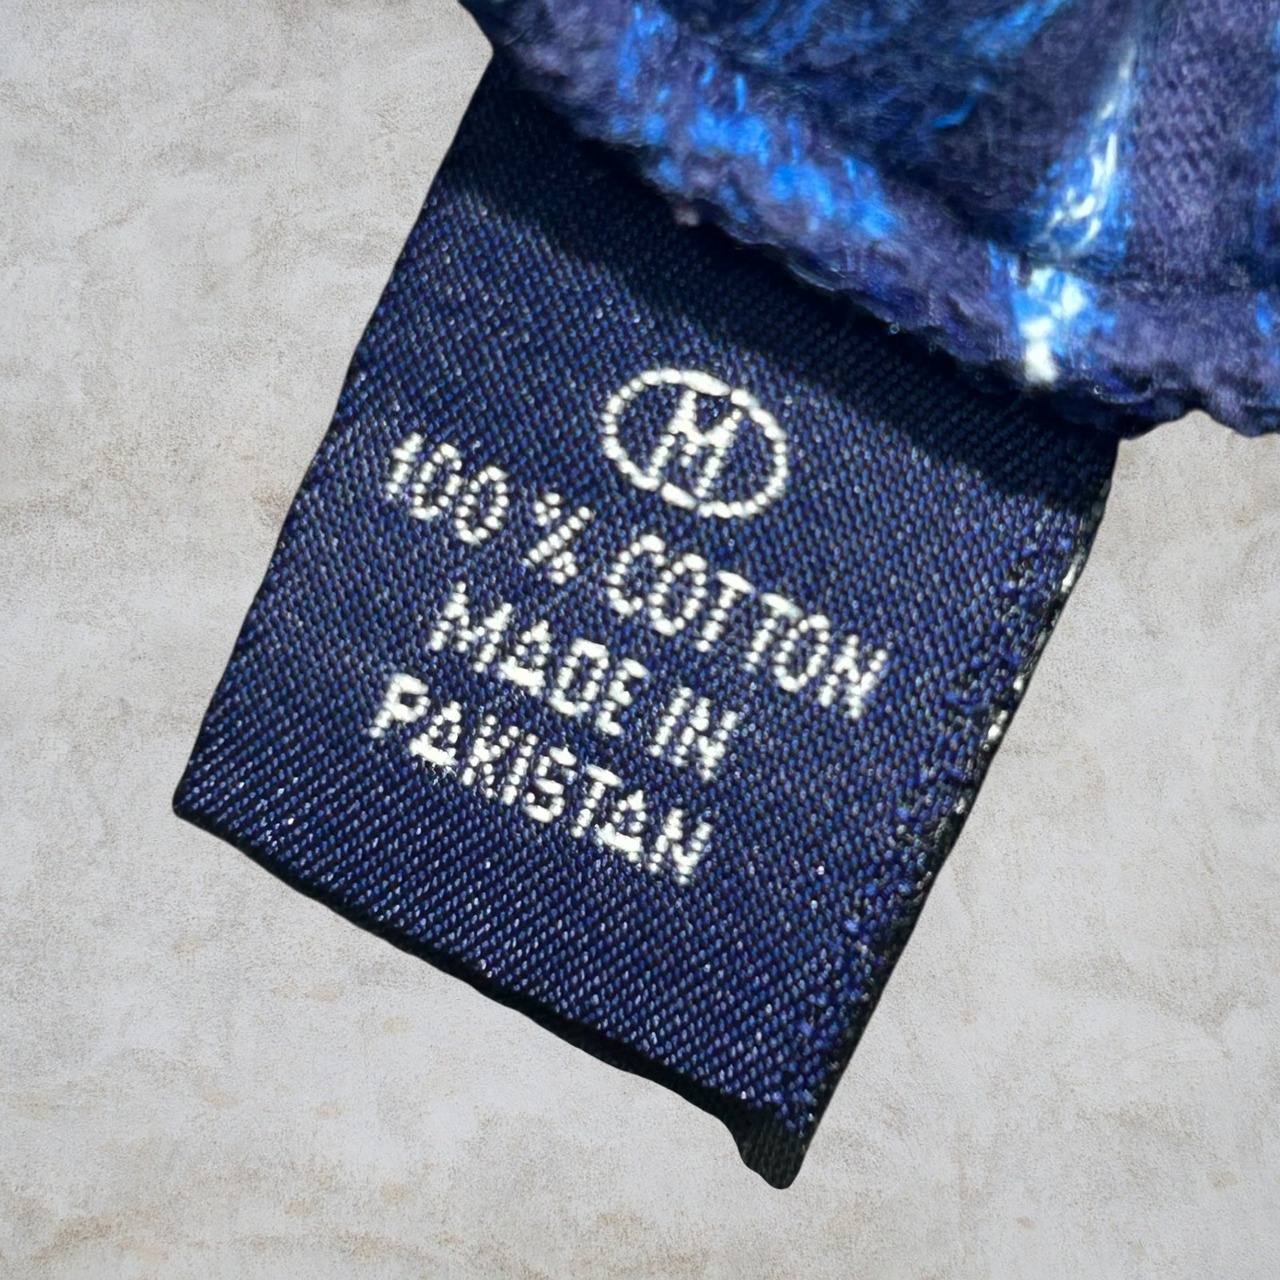 M
100 % COTTON
MADE IN
PAKISTAN